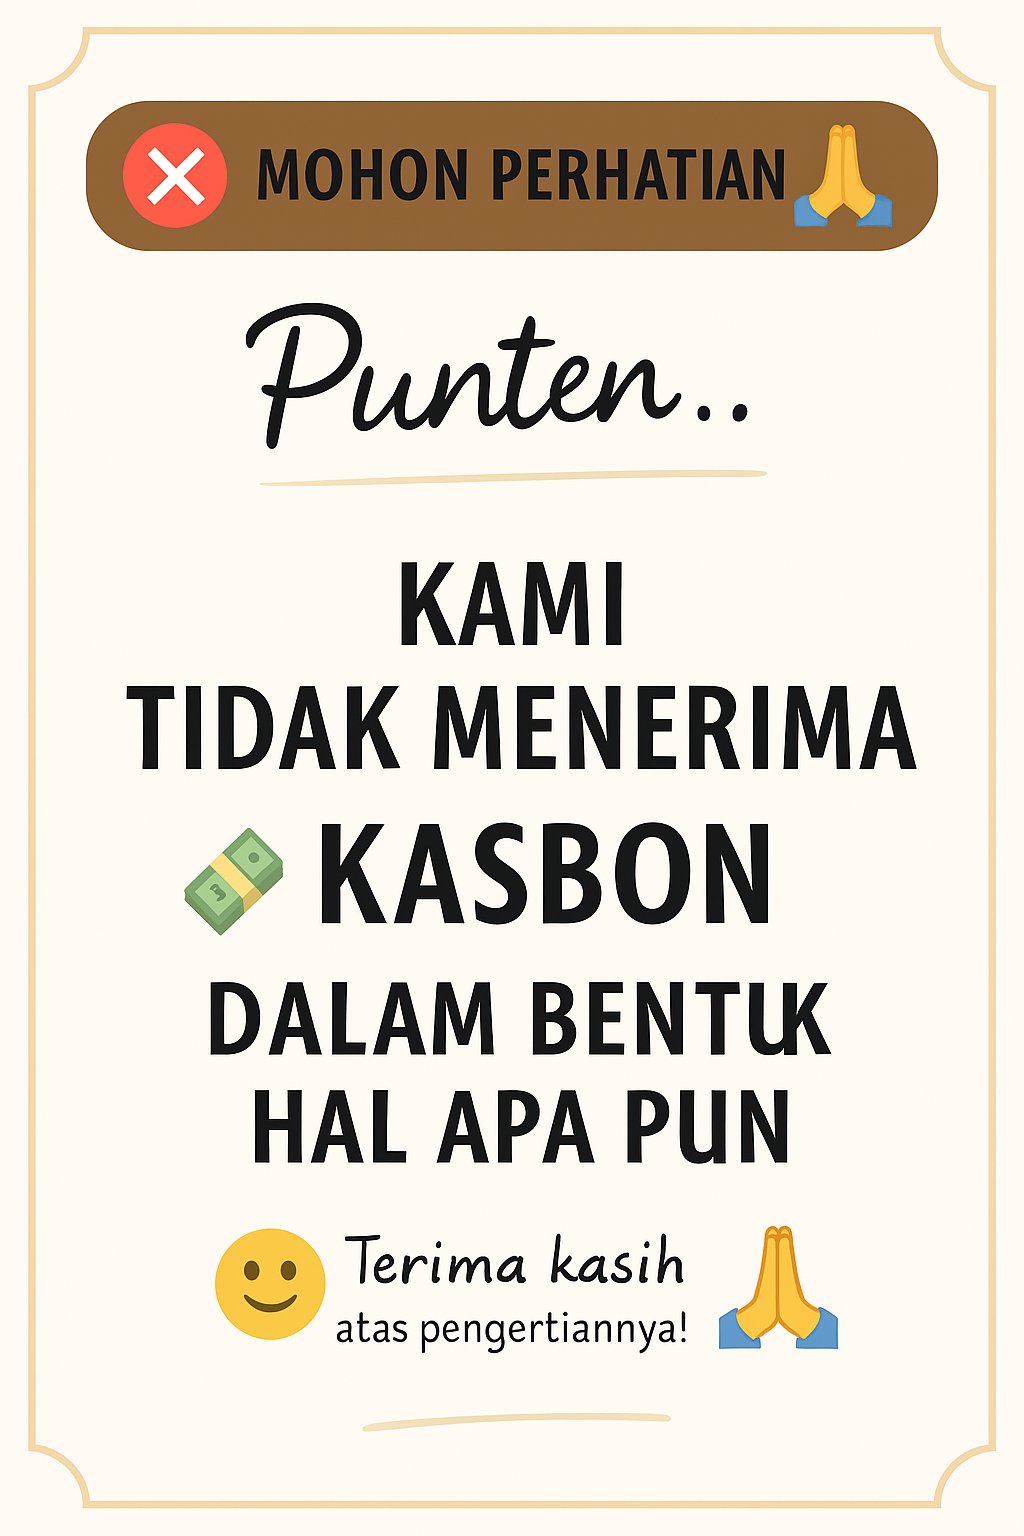 MOHON PERHATIAN
Punten..
KAMI
TIDAK MENERIMA
KASBON
DALAM BENTUK
HAL APA PUN
Terima kasih
atas pengertiannya!